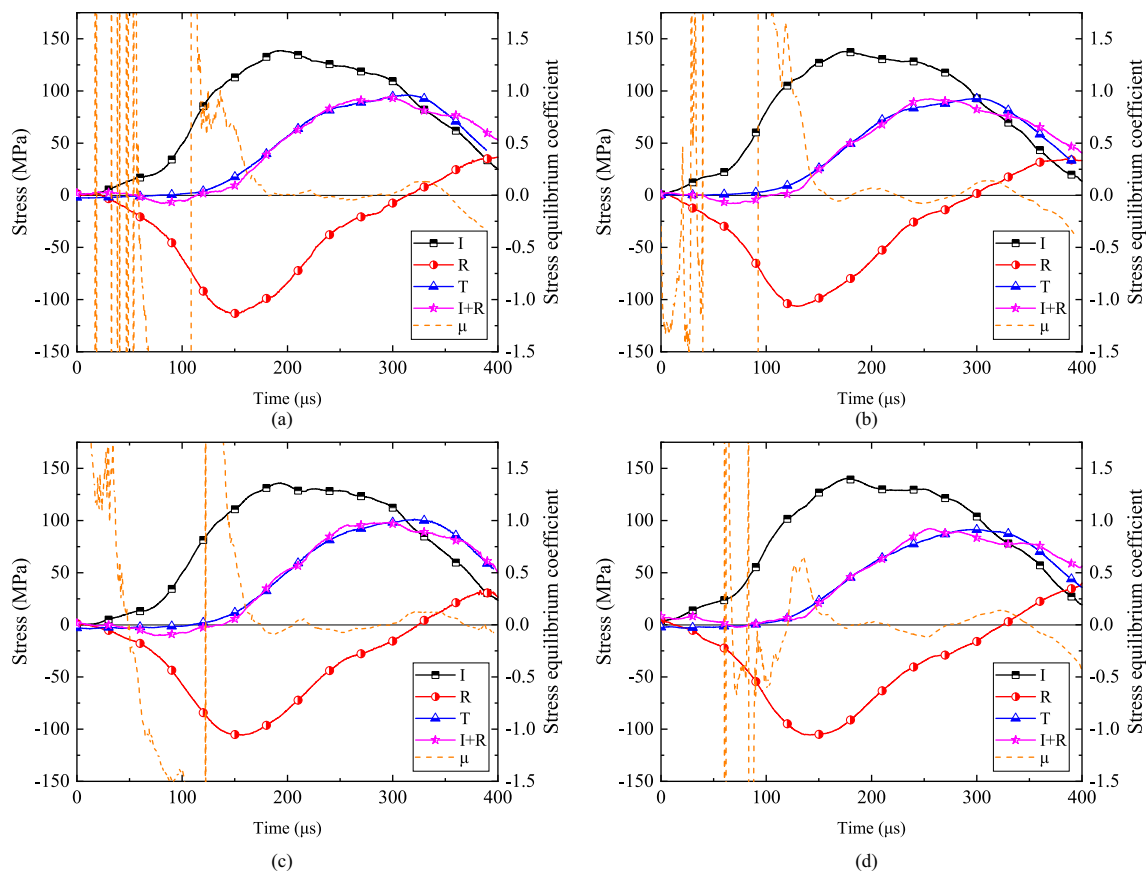 150
100
50
0
-50
-100
-150
Stress (MPa)
1.5
1.0
0.5
0.0
-0.5
-1.0
-1.5
Stress equilibrium coefficient
I
R
T
I+R
μ
0 100 200 300 400
Time (μs)
(a)
150
100
50
0
-50
-100
-150
Stress (MPa)
1.5
1.0
0.5
0.0
-0.5
-1.0
-1.5
Stress equilibrium coefficient
I
R
T
I+R
μ
0 100 200 300 400
Time (μs)
(b)
150
100
50
0
-50
-100
-150
Stress (MPa)
1.5
1.0
0.5
0.0
-0.5
-1.0
-1.5
Stress equilibrium coefficient
I
R
T
I+R
μ
0 100 200 300 400
Time (μs)
(c)
150
100
50
0
-50
-100
-150
Stress (MPa)
1.5
1.0
0.5
0.0
-0.5
-1.0
-1.5
Stress equilibrium coefficient
I
R
T
I+R
μ
0 100 200 300 400
Time (μs)
(d)